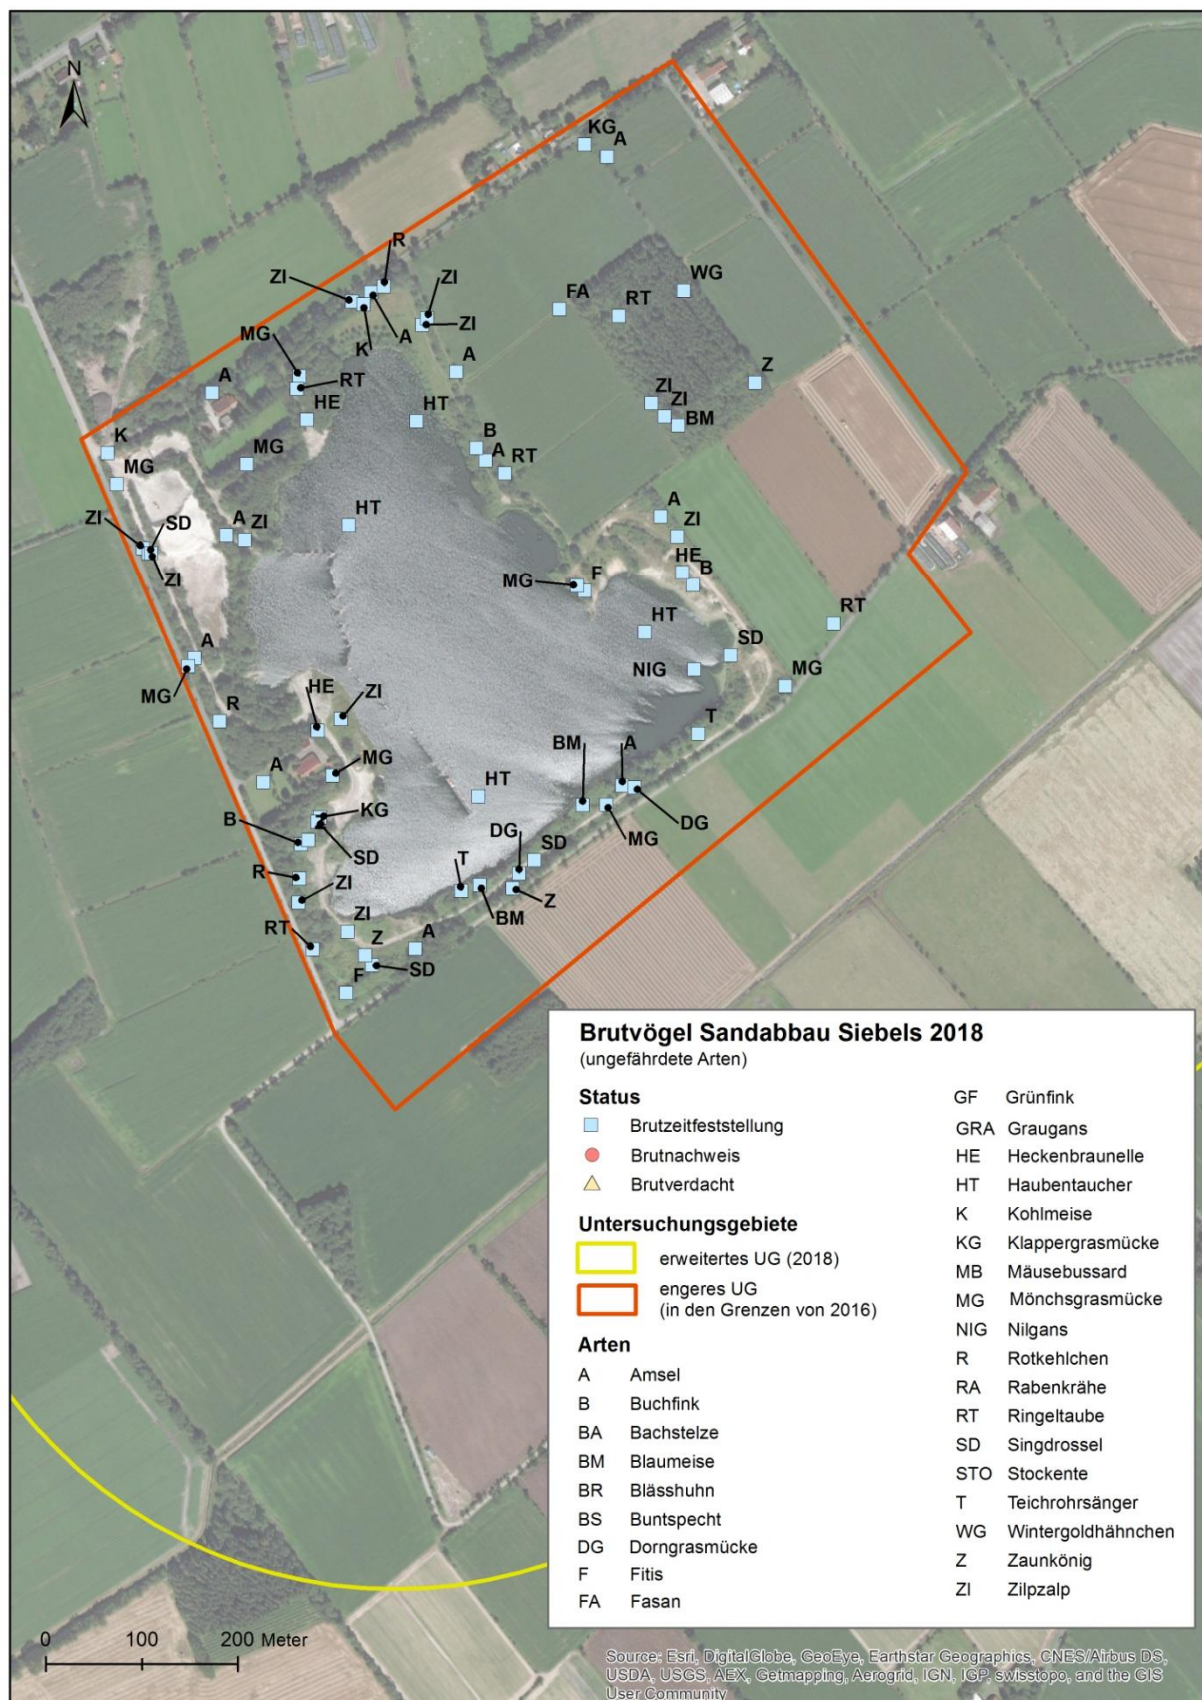 N
KG
A
R
ZI
ZI
WG
FA
RT
ZI
K
A
MG
A
Z
A
RT
ZI
HE
HT
ZI
BM
B
K
MG
A
RT
MG
A
HT
SD
A
ZI
ZI
ZI
HE
B
ZI
MG
F
RT
HT
SD
A
NIG
MG
MG
HE
ZI
R
T
BM
A
MG
A
HT
KG
DG
B
MG
DG
SD
SD
T
R
ZI
Z
BM
ZI
A
RT
Z
SD
F
Brutvögel Sandabbau Siebels 2018
(ungefährdete Arten)
Status
Brutzeitfeststellung
Brutnachweis
Brutverdacht
Untersuchungsgebiete
erweitertes UG (2018)
engeres UG
(in den Grenzen von 2016)
Arten
A Amsel
B Buchfink
BA Bachstelze
BM Blaumeise
BR Blässhuhn
BS Buntspecht
DG Dorngrasmücke
F Fitis
FA Fasan
GF Grünfink
GRA Graugans
HE Heckenbraunelle
HT Haubentaucher
K Kohlmeise
KG Klappergrasmücke
MB Mäusebussard
MG Mönchsgrasmücke
NIG Nilgans
R Rotkehlchen
RA Rabenkrähe
RT Ringeltaube
SD Singdrossel
STO Stockente
T Teichrohrsänger
WG Wintergoldhähnchen
Z Zaunkönig
ZI Zilpzalp
0 100 200 Meter
Source: Esri, DigitalGlobe, GeoEye, Earthstar Geographics, CNES/Airbus DS,
USDA, USGS, AEX, Getmapping, Aerogrid, IGN, IGP, swisstopo, and the GIS
User Community